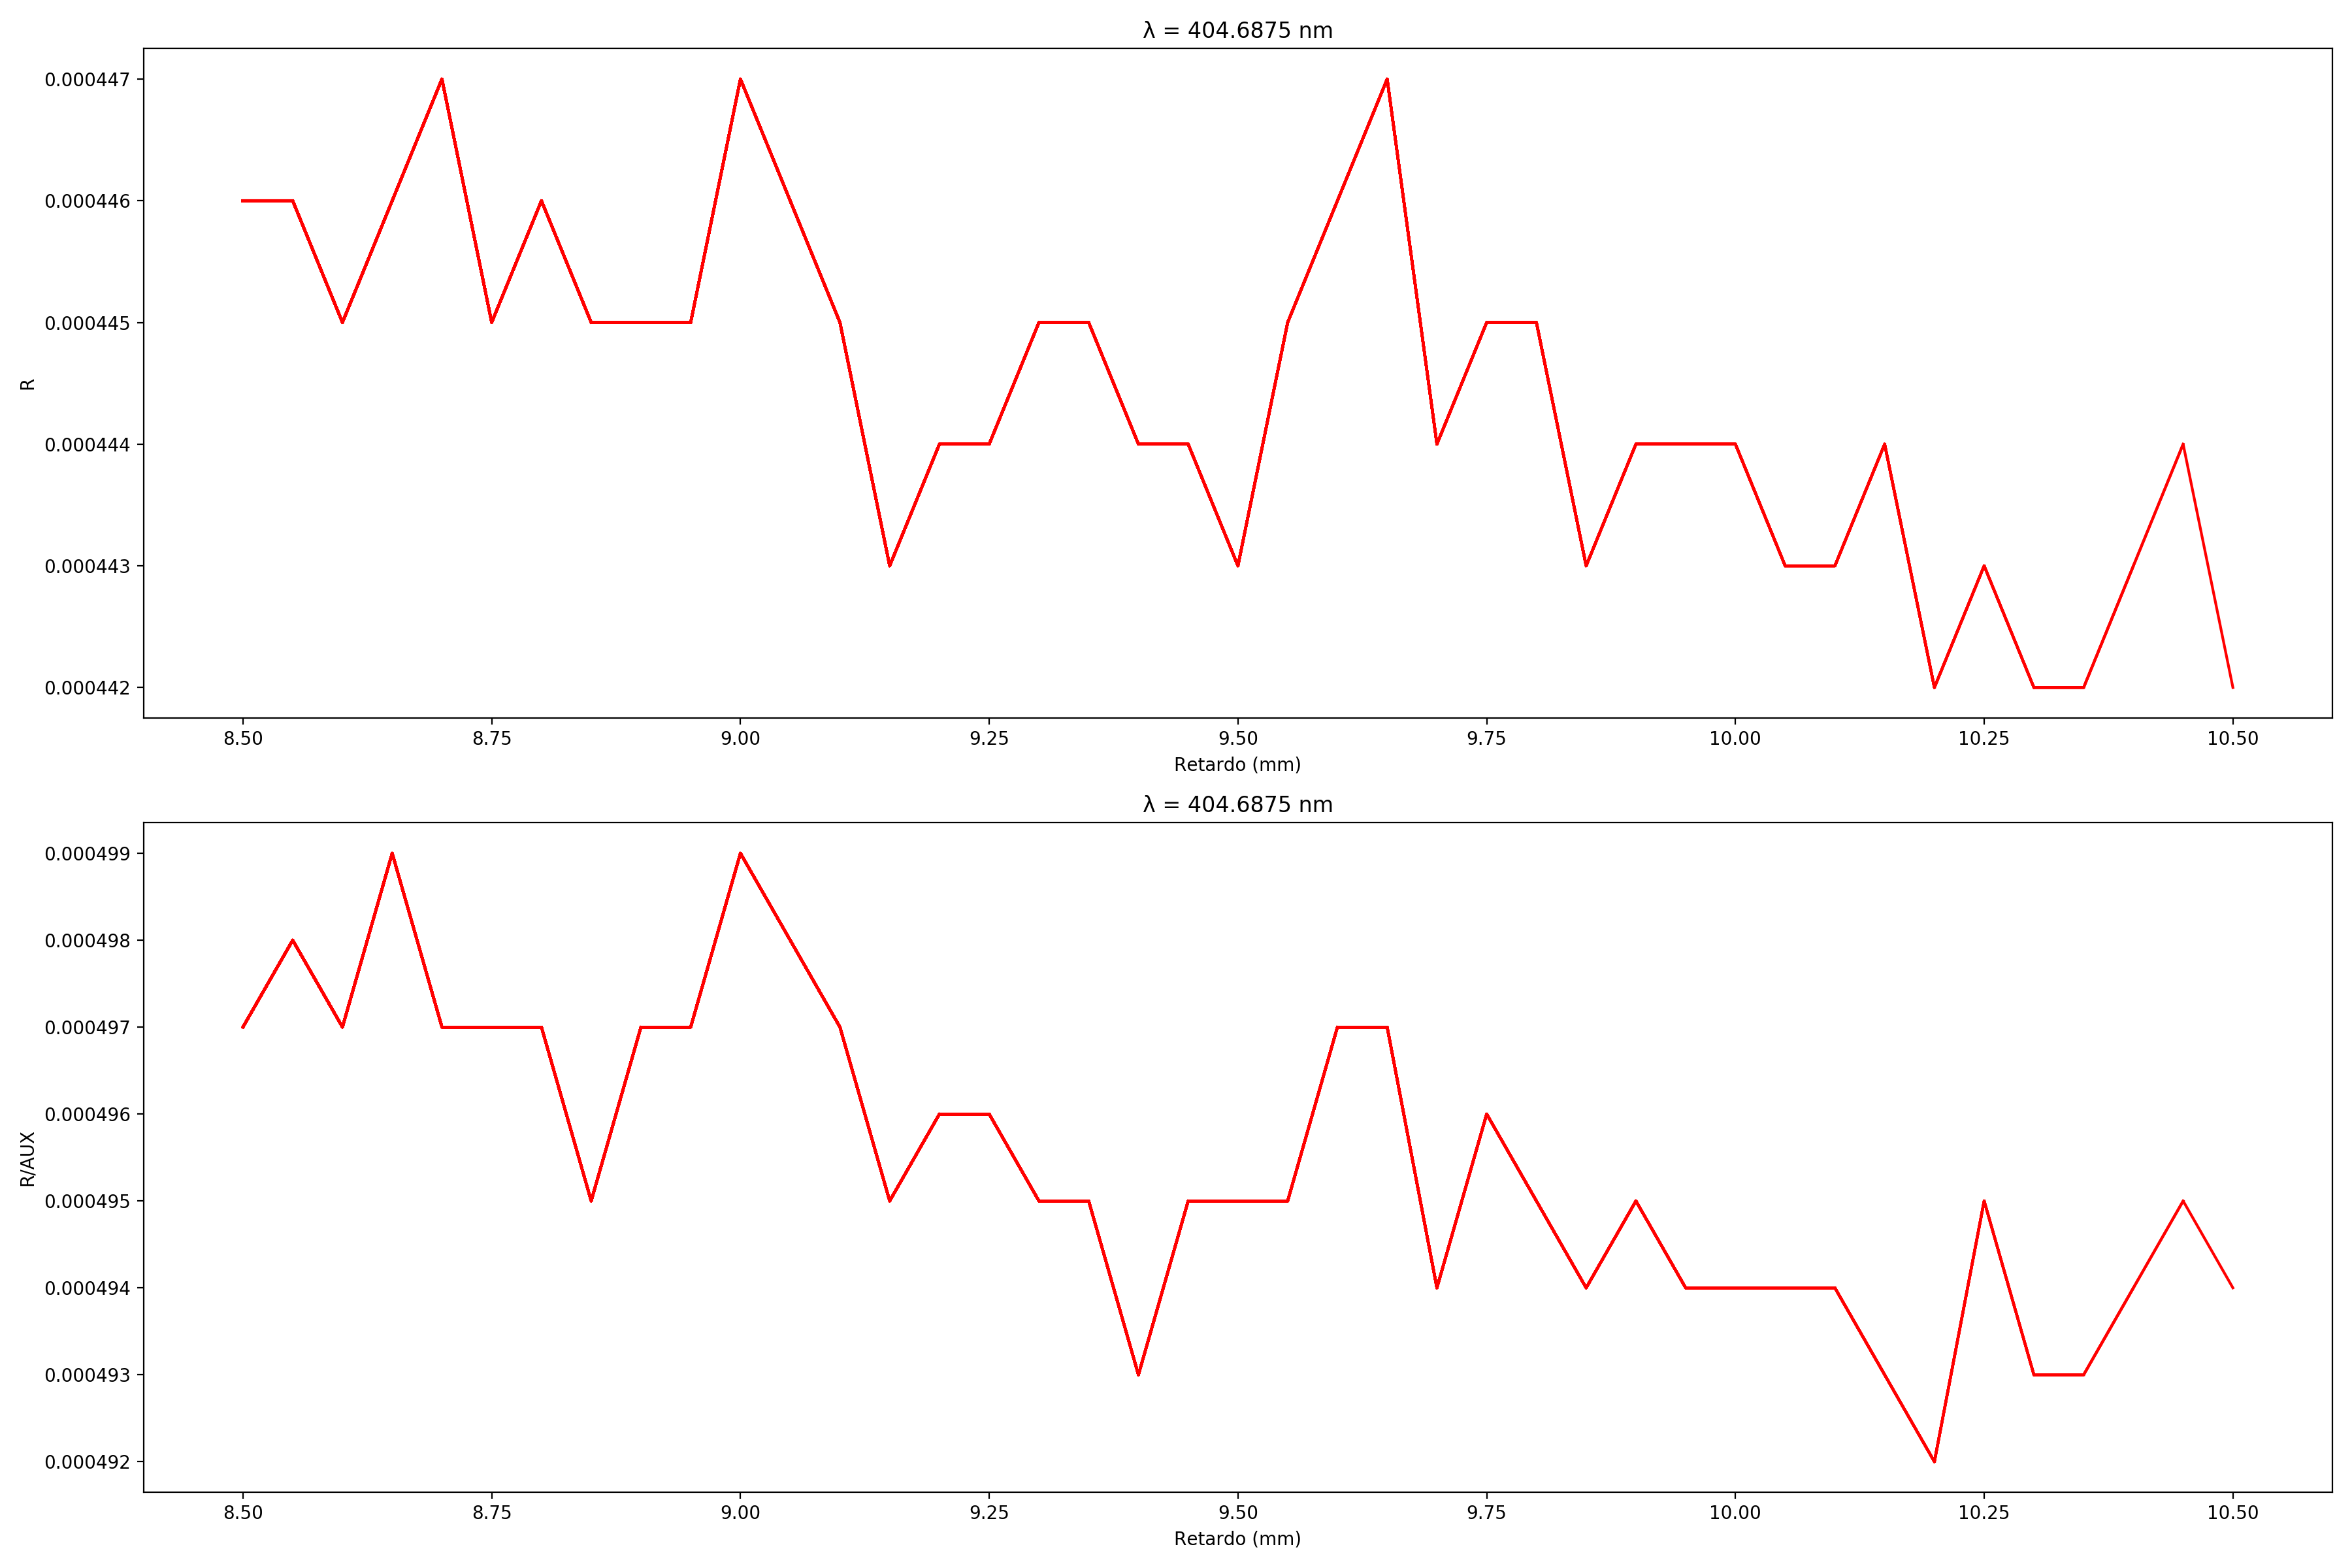 λ = 404.6875 nm
0.000447
0.000446
0.000445
0.000444
0.000443
0.000442
R
8.50 8.75 9.00 9.25 9.50 9.75 10.00 10.25 10.50
Retardo (mm)
λ = 404.6875 nm
0.000499
0.000498
0.000497
0.000496
0.000495
0.000494
0.000493
0.000492
R/AUX
8.50 8.75 9.00 9.25 9.50 9.75 10.00 10.25 10.50
Retardo (mm)